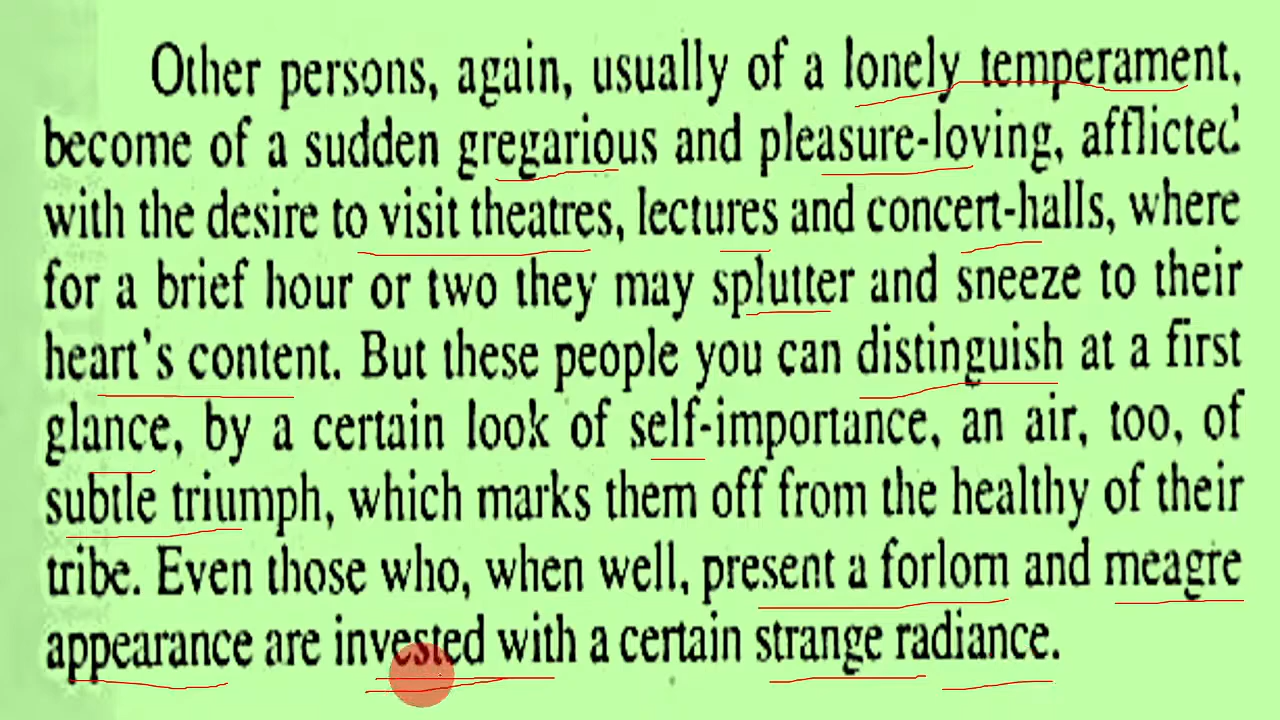 Other persons, again, usually of a lonely temperament,
become of a sudden gregarious and pleasure-loving, afflicted
with the desire to visit theatres, lectures and concert-halls, where
for a brief hour or two they may splutter and sneeze to their
heart's content. But these people you can distinguish at a first
glance, by a certain look of self-importance, an air, too, of
subtle triumph, which marks them off from the healthy of their
tribe. Even those who, when well, present a forlorn and meagre
appearance are invested with a certain strange radiance.